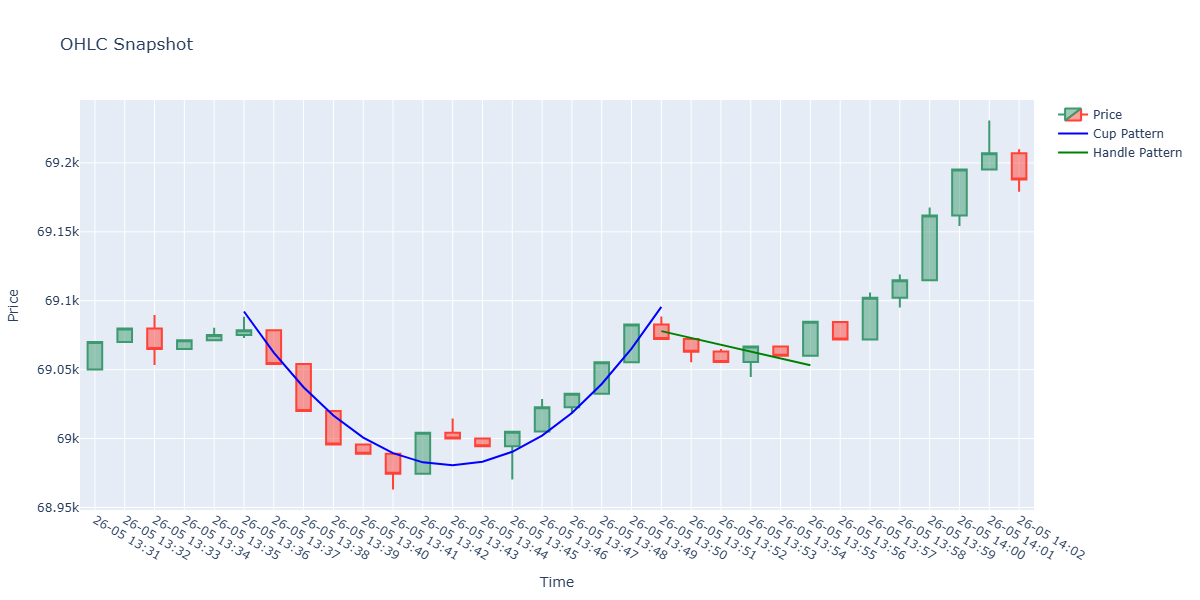 OHLC Snapshot
Price
Cup Pattern
Handle Pattern
69.2k
69.15k
69.1k
69.05k
69k
68.95k
Price
26-05 13:31
26-05 13:32
26-05 13:33
26-05 13:34
26-05 13:35
26-05 13:36
26-05 13:37
26-05 13:38
26-05 13:39
26-05 13:40
26-05 13:41
26-05 13:42
26-05 13:43
26-05 13:44
26-05 13:45
26-05 13:46
26-05 13:47
26-05 13:48
26-05 13:49
26-05 13:50
26-05 13:51
26-05 13:52
26-05 13:53
26-05 13:54
26-05 13:55
26-05 13:56
26-05 13:57
26-05 13:58
26-05 13:59
26-05 14:00
26-05 14:01
26-05 14:02
Time